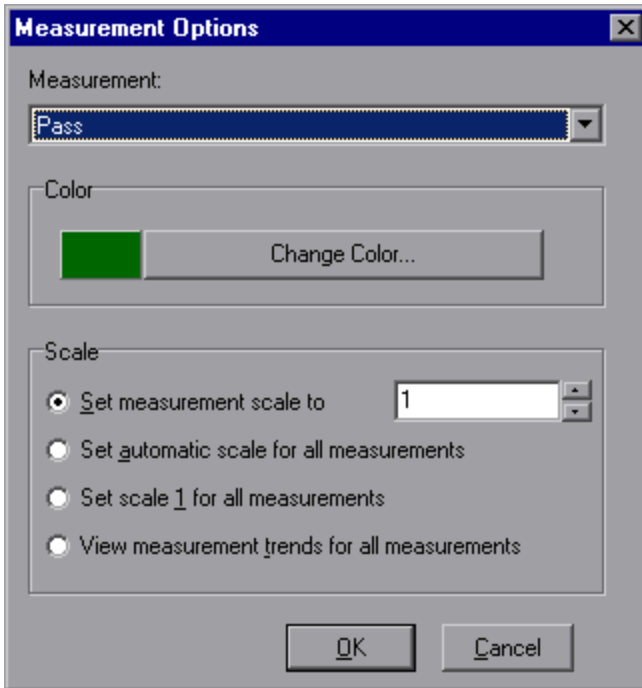 Measurement Options
Measurement:
Pass
Color
Change Color...
Scale
Set measurement scale to 1
Set automatic scale for all measurements
Set scale 1 for all measurements
View measurement trends for all measurements
OK Cancel